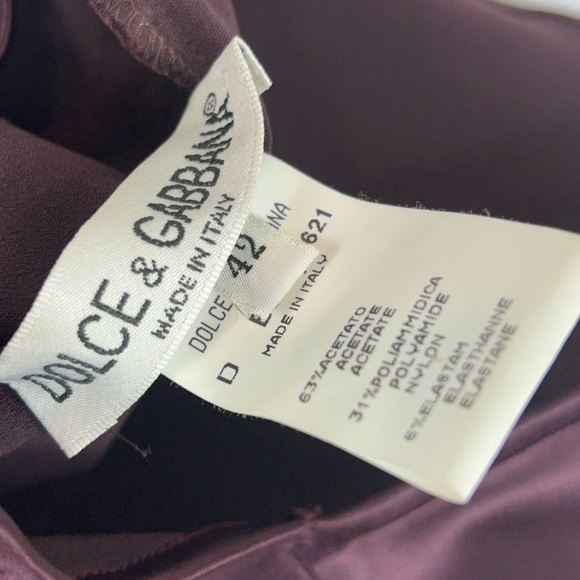 DOLCE & GABBANA
MADE IN ITALY
42
DOLCE
INA
D
621
MADE IN ITALY
63%ACETATO
ACETATE
ACETATE
31%POLIAMMIDICA
POLYAMIDE
NYLON
6%ELASTAM
ELASTHANNE
ELASTANE